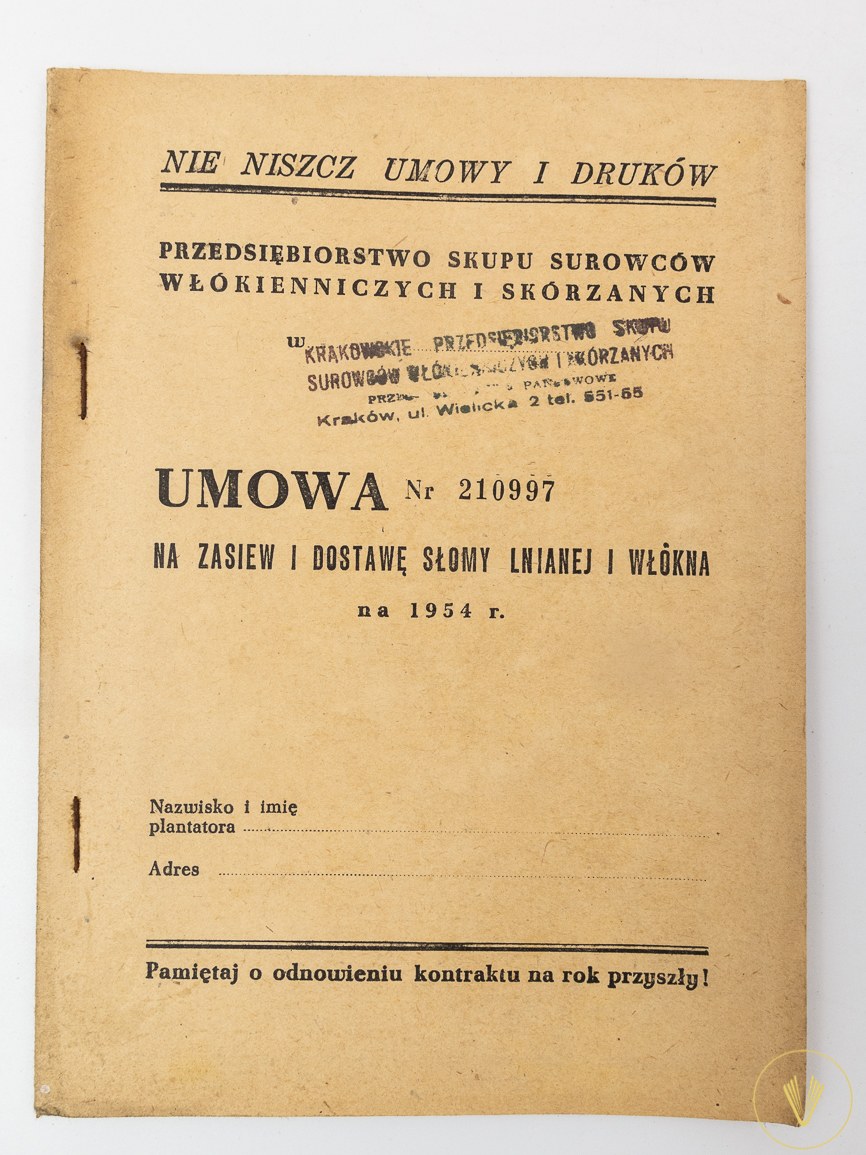 NIE NISZCZ UMOWY I DRUKÓW
PRZEDSIĘBIORSTWO SKUPU SUROWCÓW
WŁÓKIENNICZYCH I SKÓRZANYCH
w
KRAKOWSKIE PRZEDSIĘBIORSTWO SKUPU
SUROWCÓW WŁÓKIENNICZYCH I SKÓRZANYCH
PAŃSTWOWE
Kraków, ul. Wielicka 2 tel. 551-55
UMOWA Nr 210997
NA ZASIEW I DOSTAWĘ SŁOMY LNIANEJ I WŁÓKNA
na 1954 r.
Nazwisko i imię
plantatora
Adres
Pamiętaj o odnowieniu kontraktu na rok przyszły!